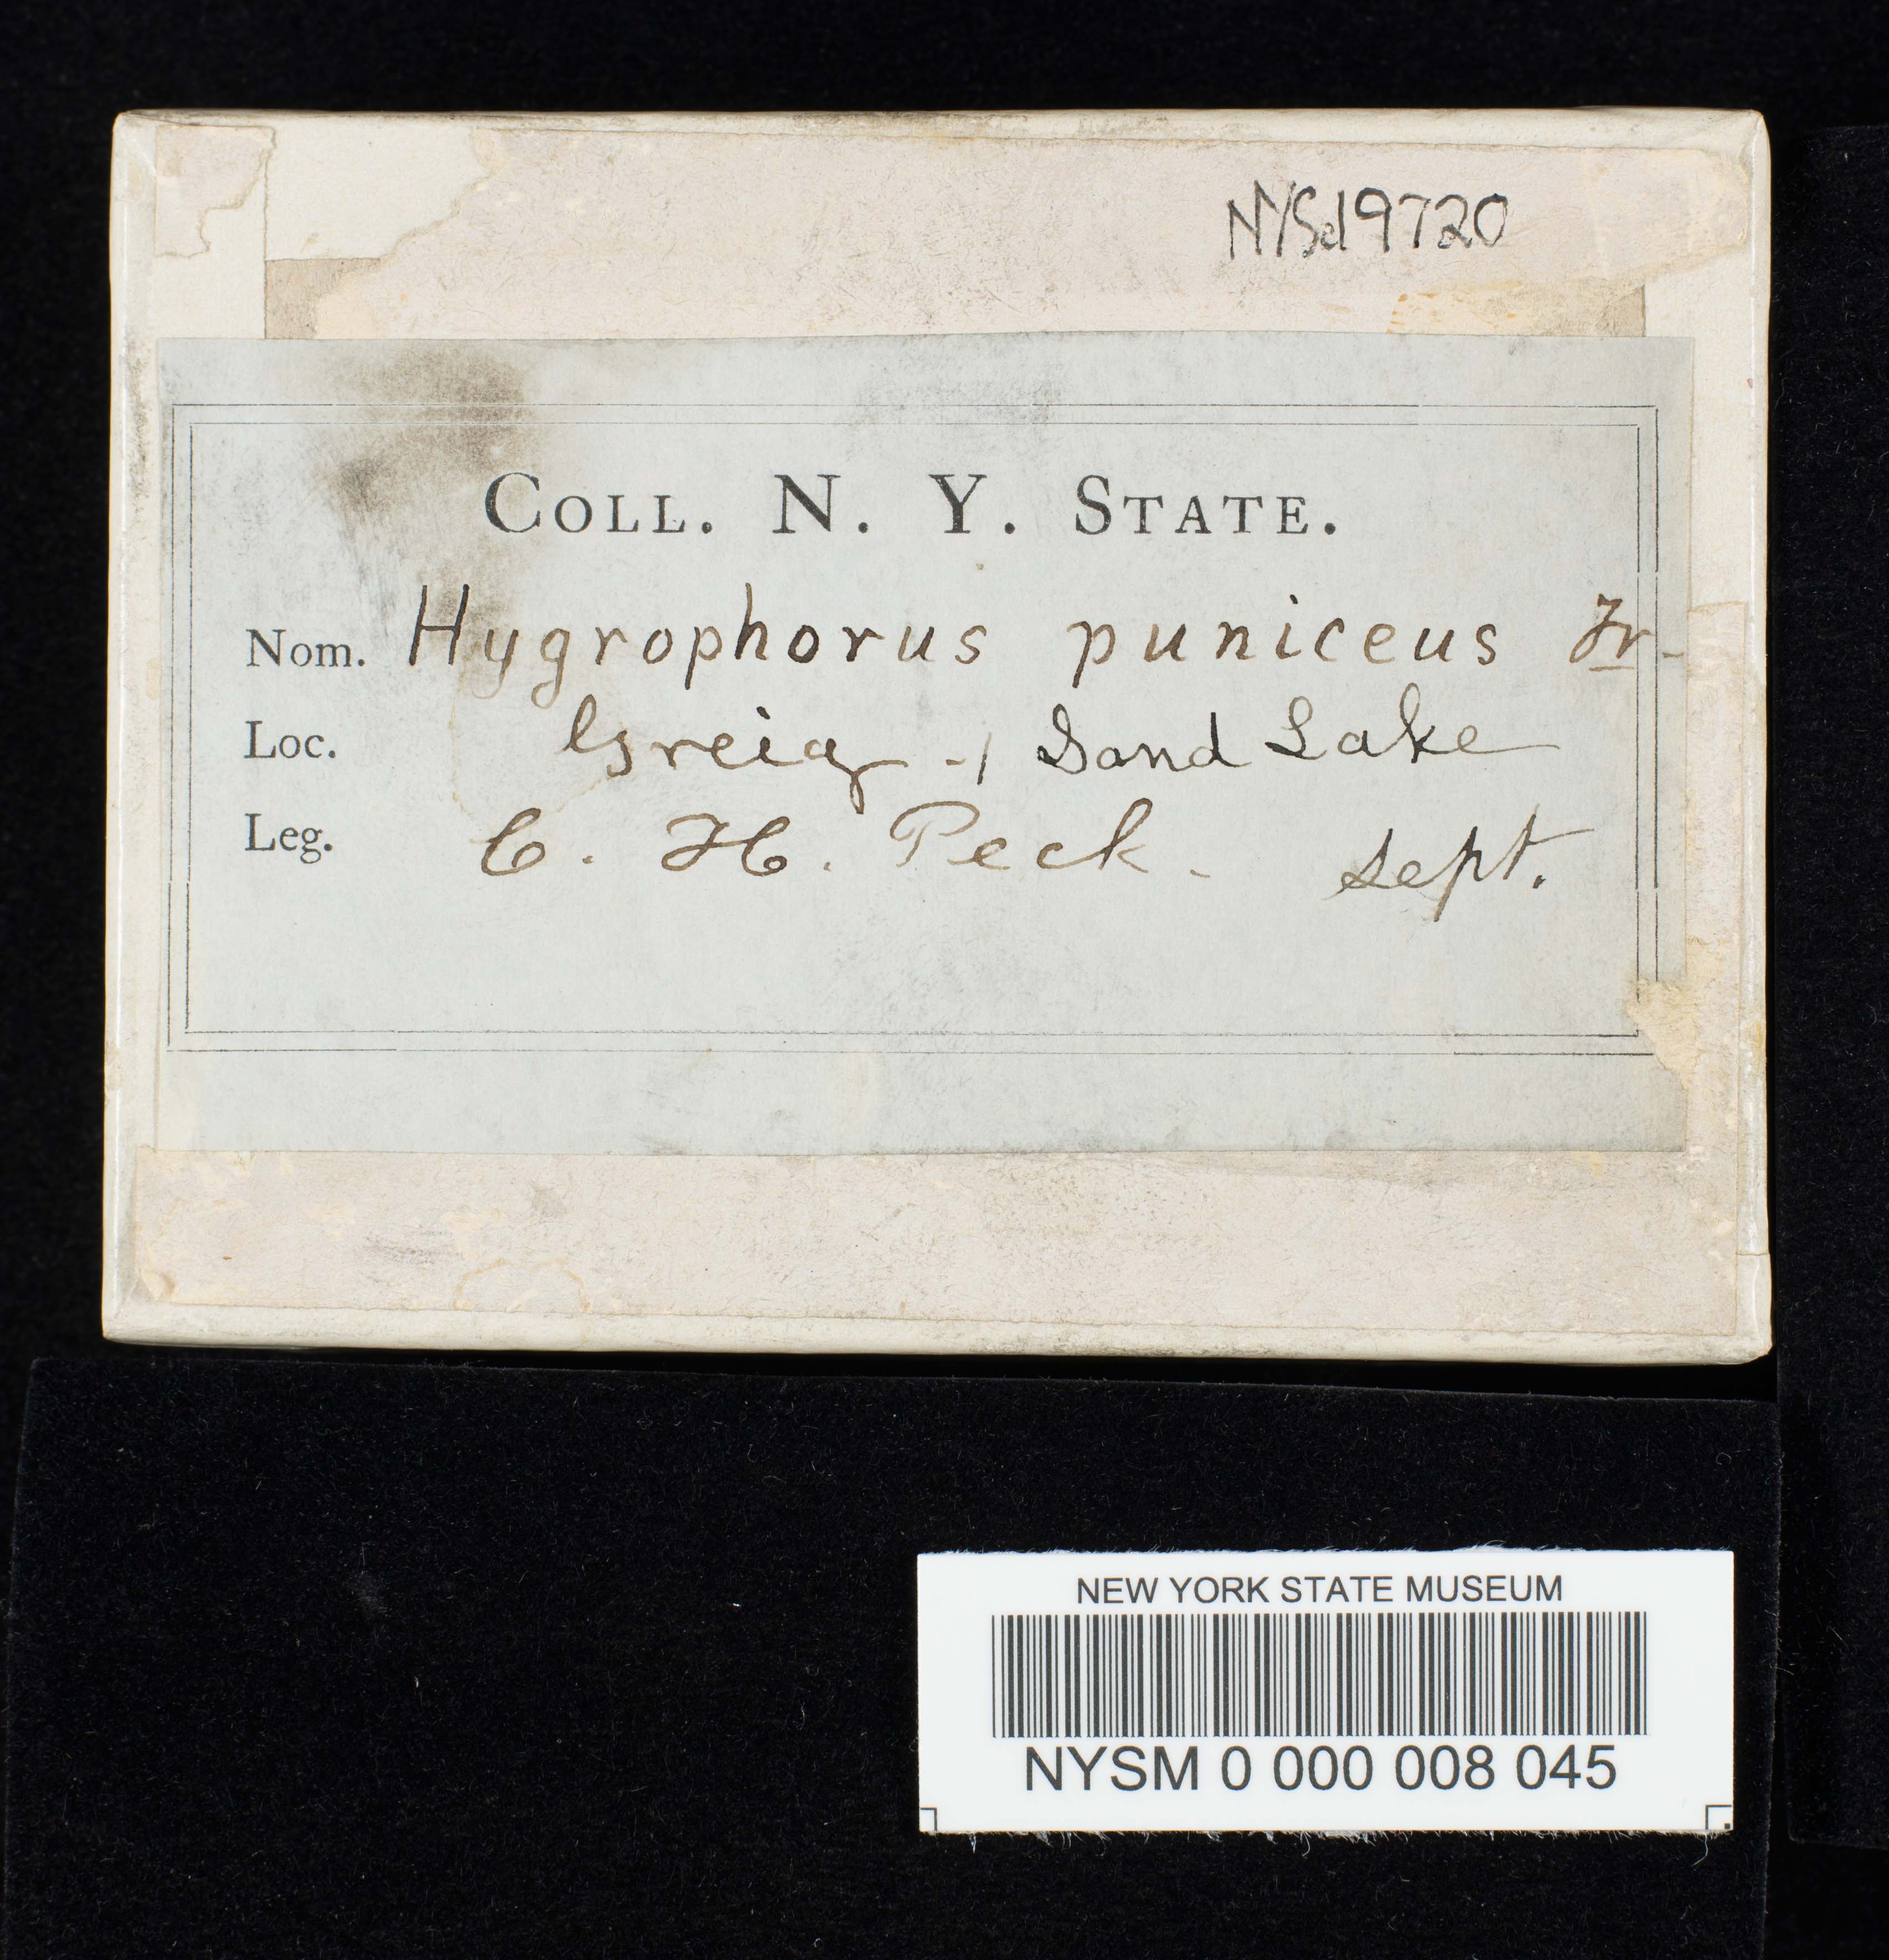 NYSd19720
COLL. N. Y. STATE.
Nom. Hygrophorus puniceus Fr.
Loc. Greig, Sand Lake
Leg. C. H. Peck. Sept.
NEW YORK STATE MUSEUM
NYSM 0 000 008 045